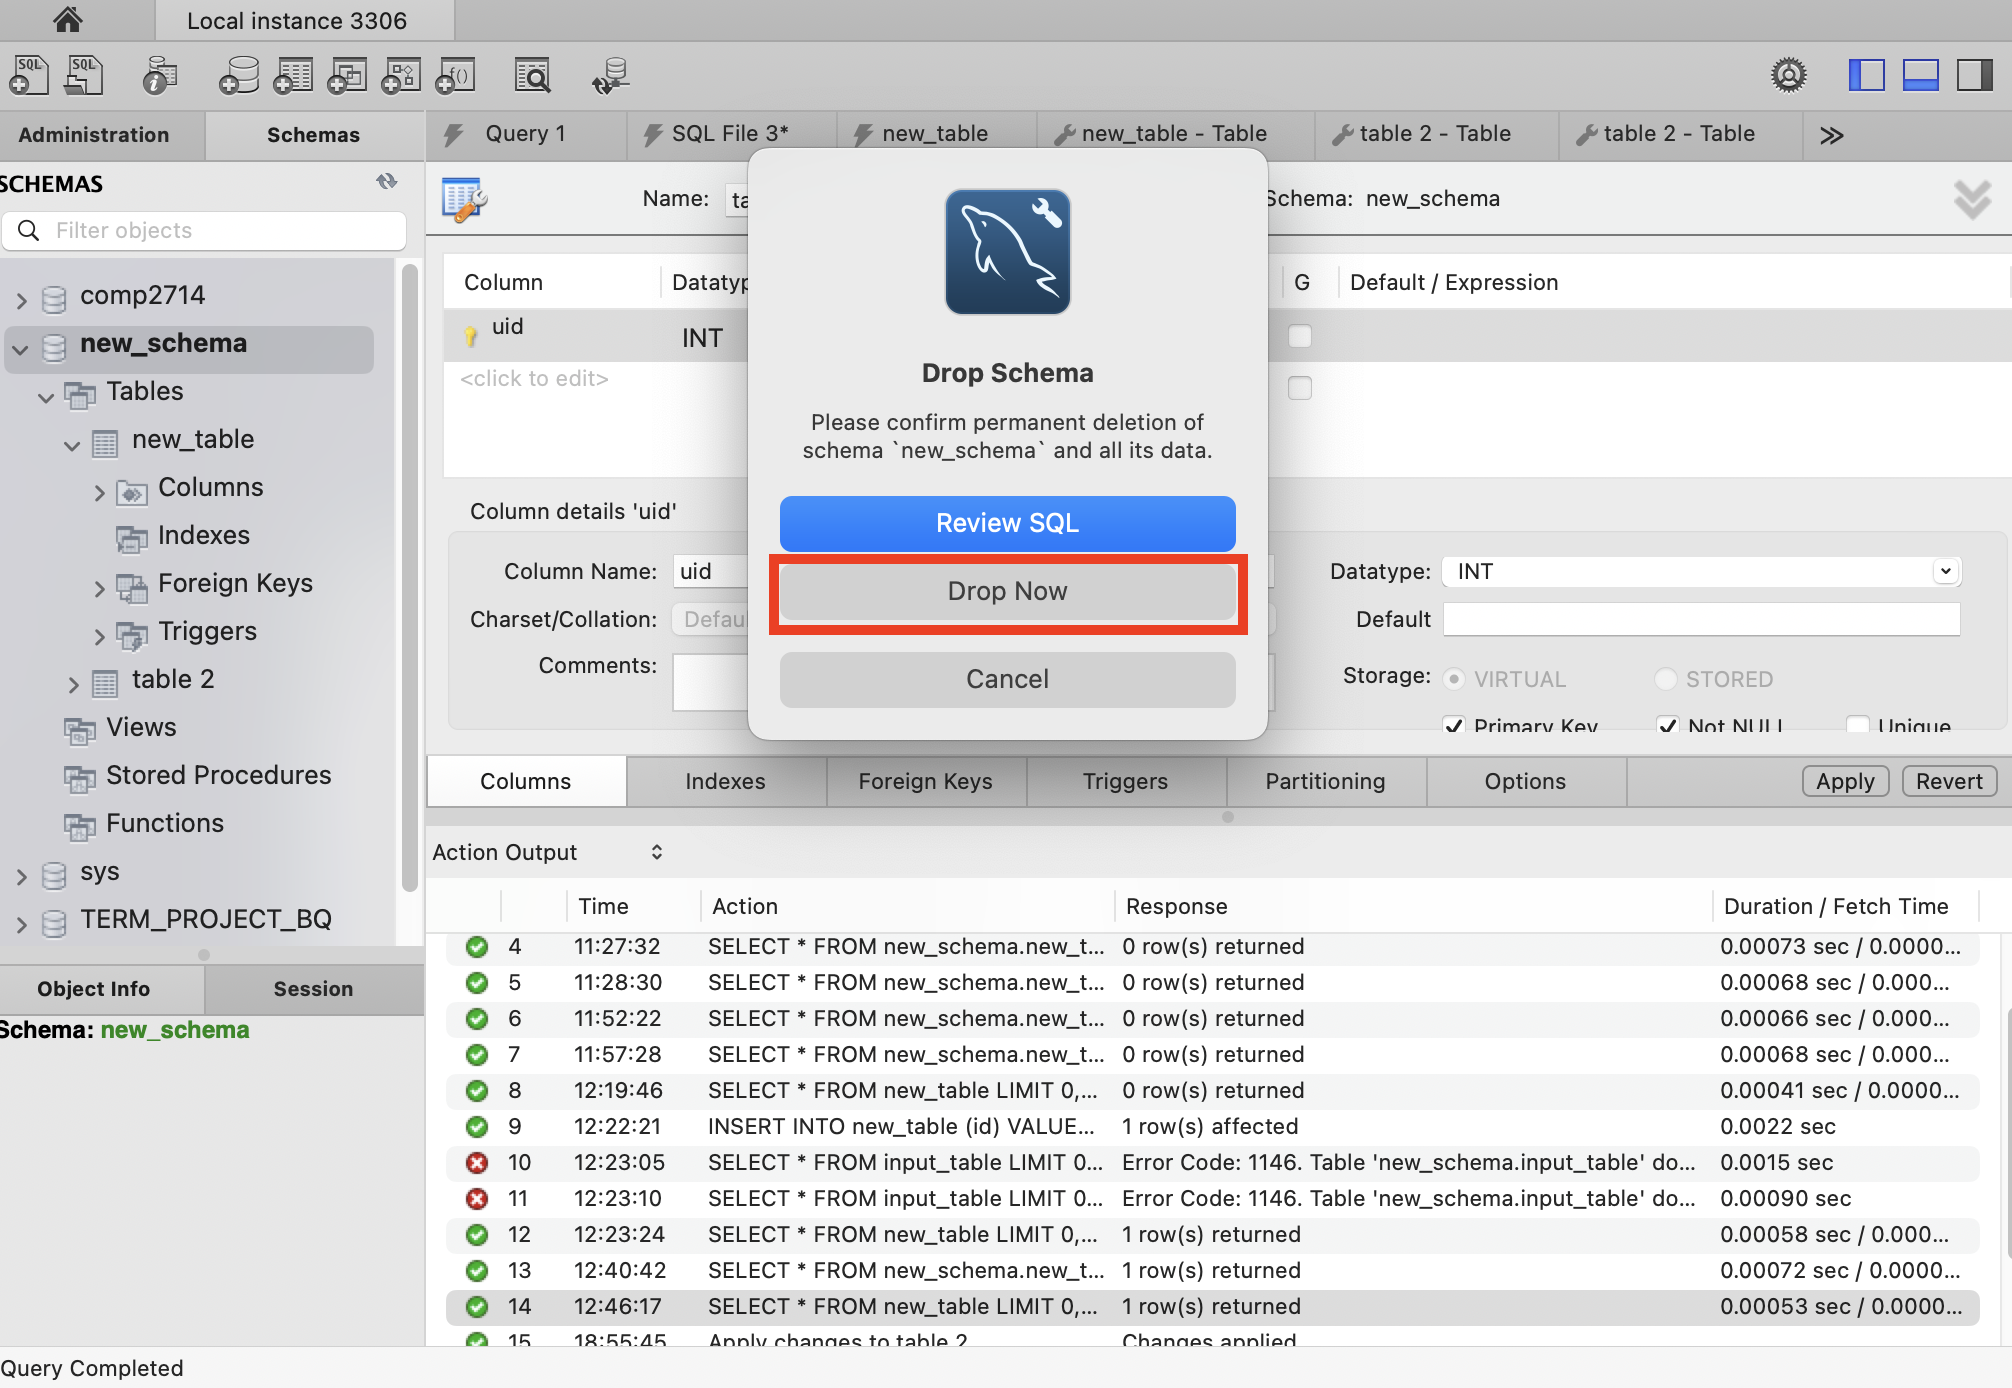 Local instance 3306
SQL SQL
Administration Schemas
Query 1 SQL File 3* new_table new_table - Table table 2 - Table table 2 - Table
SCHEMAS
Filter objects
comp2714
new_schema
Tables
new_table
Columns
Indexes
Foreign Keys
Triggers
table 2
Views
Stored Procedures
Functions
sys
TERM_PROJECT_BQ
Object Info Session
Schema: new_schema
Name: ta Schema: new_schema
Column Datatyp G Default / Expression
uid INT
<click to edit>
Column details 'uid'
Column Name: uid
Charset/Collation: Defau
Comments:
Datatype: INT
Default
Storage: VIRTUAL STORED
Primary Key Not NULL Unique
Drop Schema
Please confirm permanent deletion of
schema `new_schema` and all its data.
Review SQL
Drop Now
Cancel
Columns Indexes Foreign Keys Triggers Partitioning Options Apply Revert
Action Output
Time Action Response Duration / Fetch Time
4 11:27:32 SELECT * FROM new_schema.new_t... 0 row(s) returned 0.00073 sec / 0.0000...
5 11:28:30 SELECT * FROM new_schema.new_t... 0 row(s) returned 0.00068 sec / 0.000...
6 11:52:22 SELECT * FROM new_schema.new_t... 0 row(s) returned 0.00066 sec / 0.000...
7 11:57:28 SELECT * FROM new_schema.new_t... 0 row(s) returned 0.00068 sec / 0.000...
8 12:19:46 SELECT * FROM new_table LIMIT 0,... 0 row(s) returned 0.00041 sec / 0.0000...
9 12:22:21 INSERT INTO new_table (id) VALUE... 1 row(s) affected 0.0022 sec
10 12:23:05 SELECT * FROM input_table LIMIT 0... Error Code: 1146. Table 'new_schema.input_table' do... 0.0015 sec
11 12:23:10 SELECT * FROM input_table LIMIT 0... Error Code: 1146. Table 'new_schema.input_table' do... 0.00090 sec
12 12:23:24 SELECT * FROM new_table LIMIT 0,... 1 row(s) returned 0.00058 sec / 0.000...
13 12:40:42 SELECT * FROM new_schema.new_t... 1 row(s) returned 0.00072 sec / 0.0000...
14 12:46:17 SELECT * FROM new_table LIMIT 0,... 1 row(s) returned 0.00053 sec / 0.0000...
15 18:55:45 Apply changes to table 2 Changes applied
Query Completed